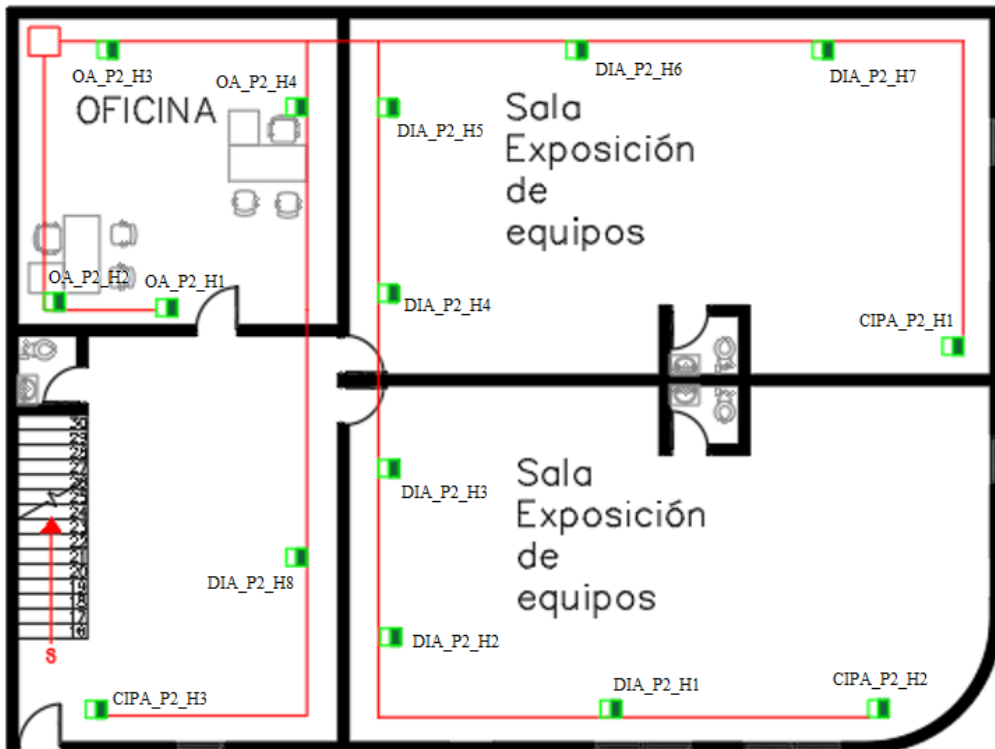 OA_P2_H3
OA_P2_H4
OFICINA
DIA_P2_H6
DIA_P2_H7
DIA_P2_H5
Sala
Exposición
de
equipos
OA_P2_H2
OA_P2_H1
DIA_P2_H4
CIPA_P2_H1
DIA_P2_H3
Sala
Exposición
de
equipos
DIA_P2_H8
DIA_P2_H2
S
CIPA_P2_H3
DIA_P2_H1
CIPA_P2_H2